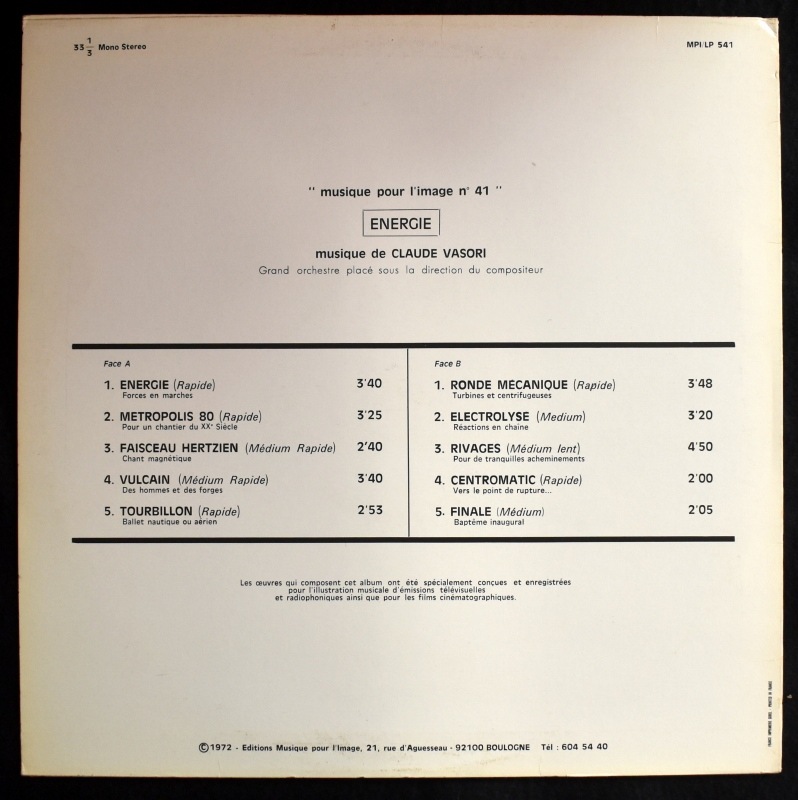 33 1/3 Mono Stereo
MPI/LP 541
" musique pour l'image n° 41 "
ENERGIE
musique de CLAUDE VASORI
Grand orchestre placé sous la direction du compositeur
Face A
1. ENERGIE (Rapide) 3'40
Forces en marches
2. METROPOLIS 80 (Rapide) 3'25
Pour un chantier du XXe Siècle
3. FAISCEAU HERTZIEN (Médium Rapide) 2'40
Chant magnétique
4. VULCAIN (Médium Rapide) 3'40
Des hommes et des forges
5. TOURBILLON (Rapide) 2'53
Ballet nautique ou aérien
Face B
1. RONDE MÉCANIQUE (Rapide) 3'48
Turbines et centrifugeuses
2. ELECTROLYSE (Medium) 3'20
Réactions en chaîne
3. RIVAGES (Médium lent) 4'50
Pour de tranquilles acheminements
4. CENTROMATIC (Rapide) 2'00
Vers le point de rupture...
5. FINALE (Médium) 2'05
Baptême inaugural
Les œuvres qui composent cet album ont été spécialement conçues et enregistrées
pour l'illustration musicale d'émissions télévisuelles
et radiophoniques ainsi que pour les films cinématographiques.
© 1972 - Editions Musique pour l'Image, 21, rue d'Aguesseau - 92100 BOULOGNE Tél : 604 54 40
PRINTED IN FRANCE